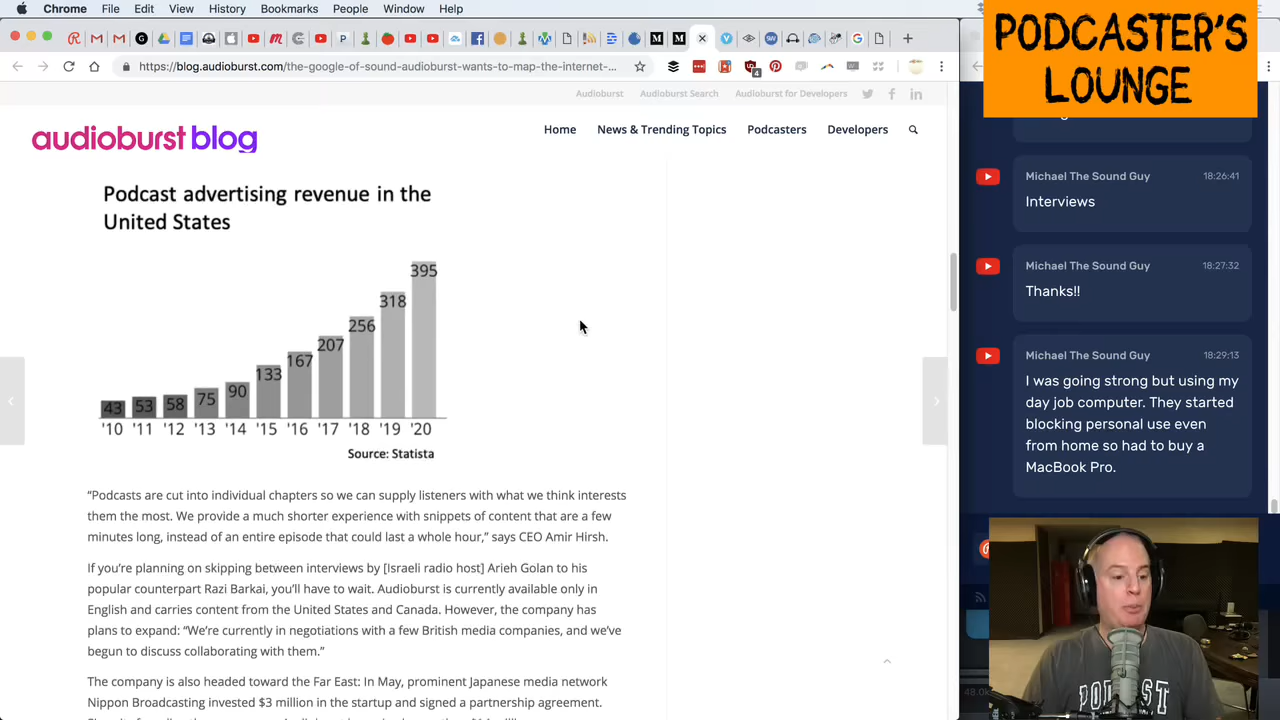 Chrome File Edit View History Bookmarks People Window Help
PODCASTER'S
LOUNGE
https://blog.audioburst.com/the-google-of-sound-audioburst-wants-to-map-the-internet-...
4
Audioburst Audioburst Search Audioburst for Developers
audioburst blog
Home News & Trending Topics Podcasters Developers
Podcast advertising revenue in the
United States
395
318
256
207
167
133
90
75
58
53
43
'10 '11 '12 '13 '14 '15 '16 '17 '18 '19 '20
Source: Statista
“Podcasts are cut into individual chapters so we can supply listeners with what we think interests
them the most. We provide a much shorter experience with snippets of content that are a few
minutes long, instead of an entire episode that could last a whole hour,” says CEO Amir Hirsh.
If you’re planning on skipping between interviews by [Israeli radio host] Arieh Golan to his
popular counterpart Razi Barkai, you’ll have to wait. Audioburst is currently available only in
English and carries content from the United States and Canada. However, the company has
plans to expand: “We’re currently in negotiations with a few British media companies, and we’ve
begun to discuss collaborating with them.”
The company is also headed toward the Far East: In May, prominent Japanese media network
Nippon Broadcasting invested $3 million in the startup and signed a partnership agreement.
Michael The Sound Guy 18:26:41
Interviews
Michael The Sound Guy 18:27:32
Thanks!!
Michael The Sound Guy 18:29:13
I was going strong but using my
day job computer. They started
blocking personal use even
from home so had to buy a
MacBook Pro.